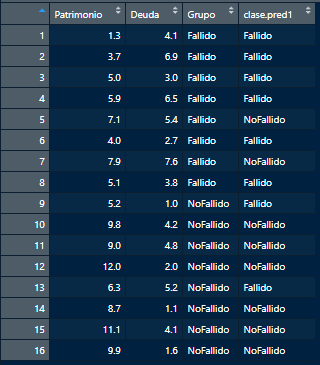 Patrimonio Deuda Grupo clase.pred1
1 1.3 4.1 Fallido Fallido
2 3.7 6.9 Fallido Fallido
3 5.0 3.0 Fallido Fallido
4 5.9 6.5 Fallido Fallido
5 7.1 5.4 Fallido NoFallido
6 4.0 2.7 Fallido Fallido
7 7.9 7.6 Fallido NoFallido
8 5.1 3.8 Fallido Fallido
9 5.2 1.0 NoFallido Fallido
10 9.8 4.2 NoFallido NoFallido
11 9.0 4.8 NoFallido NoFallido
12 12.0 2.0 NoFallido NoFallido
13 6.3 5.2 NoFallido Fallido
14 8.7 1.1 NoFallido NoFallido
15 11.1 4.1 NoFallido NoFallido
16 9.9 1.6 NoFallido NoFallido